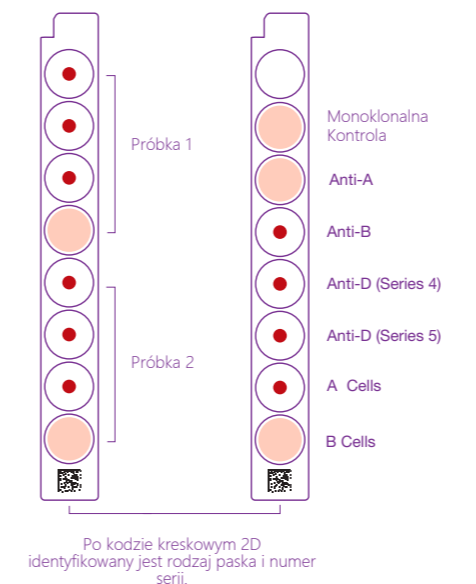 Próbka 1
Próbka 2
Monoklonalna
Kontrola
Anti-A
Anti-B
Anti-D (Series 4)
Anti-D (Series 5)
A Cells
B Cells
Po kodzie kreskowym 2D
identyfikowany jest rodzaj paska i numer
serii.